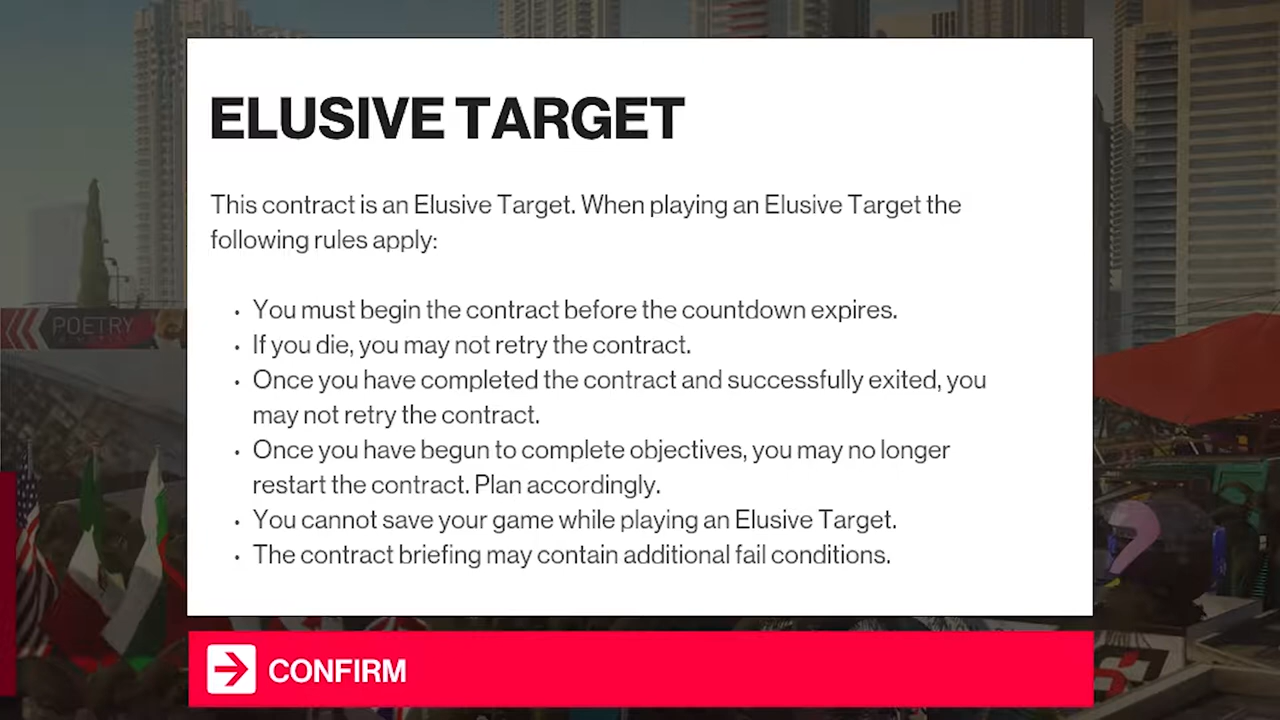 ELUSIVE TARGET
This contract is an Elusive Target. When playing an Elusive Target the
following rules apply:
• You must begin the contract before the countdown expires.
• If you die, you may not retry the contract.
• Once you have completed the contract and successfully exited, you
may not retry the contract.
• Once you have begun to complete objectives, you may no longer
restart the contract. Plan accordingly.
• You cannot save your game while playing an Elusive Target.
• The contract briefing may contain additional fail conditions.
POETRY
CONFIRM